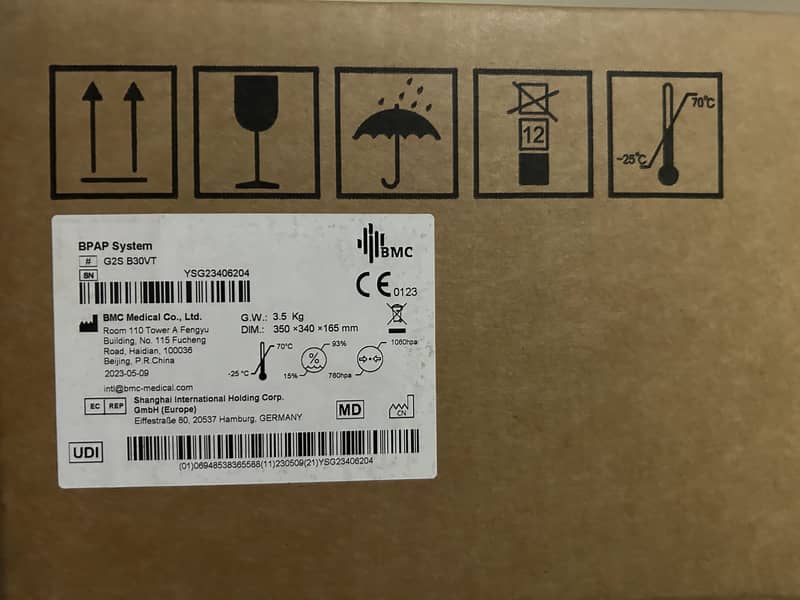 12
70℃
-25℃
BPAP System
BMC
# G2S B30VT
SN YSG23406204
CE 0123
BMC Medical Co., Ltd.
Room 110 Tower A Fengyu
Building, No. 115 Fucheng
Road, Haidian, 100036
Beijing, P.R.China
2023-05-09
intl@bmc-medical.com
G.W.: 3.5 Kg
DIM.: 350 ×340 ×165 mm
70℃
-25 ℃
93%
%
15%
1060hpa
760hpa
EC REP
Shanghai International Holding Corp.
GmbH (Europe)
Eiffestraße 80, 20537 Hamburg, GERMANY
MD
CN
UDI
(01)06948538365568(11)230509(21)YSG23406204